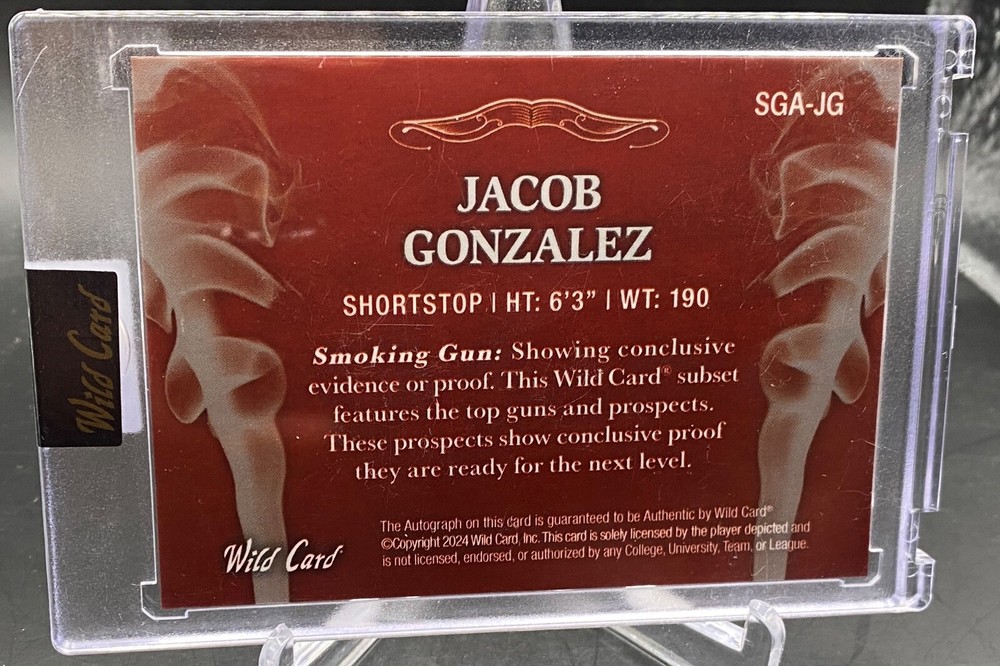 SGA-JG
JACOB
GONZALEZ
SHORTSTOP | HT: 6'3” | WT: 190
Smoking Gun: Showing conclusive
evidence or proof. This Wild Card® subset
features the top guns and prospects.
These prospects show conclusive proof
they are ready for the next level.
The Autograph on this card is guaranteed to be Authentic by Wild Card®
©Copyright 2024 Wild Card, Inc. This card is solely licensed by the player depicted and
is not licensed, endorsed, or authorized by any College, University, Team, or League.
Wild Card
Wild Card